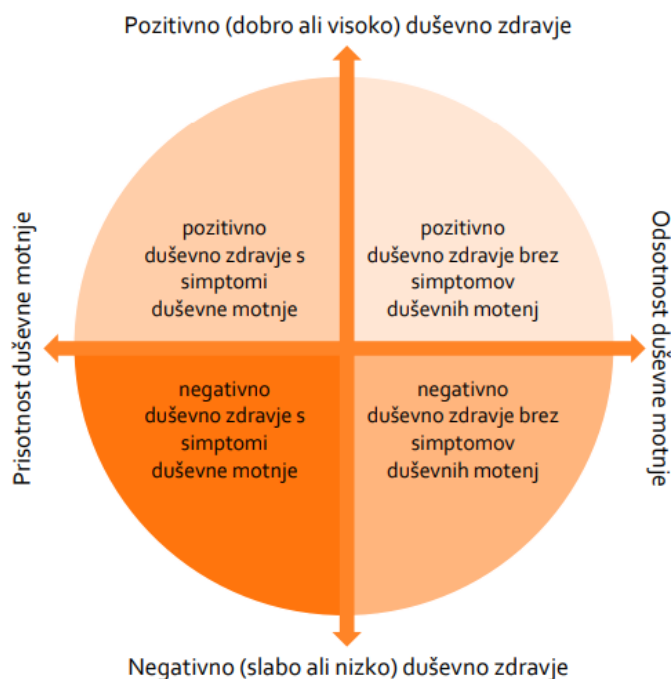 Pozitivno (dobro ali visoko) duševno zdravje
Prisotnost duševne motnje
pozitivno
duševno zdravje s
simptomi
duševne motnje
pozitivno
duševno zdravje brez
simptomov
duševnih motenj
Odsotnost duševne motnje
negativno
duševno zdravje s
simptomi
duševne motnje
negativno
duševno zdravje brez
simptomov
duševnih motenj
Negativno (slabo ali nizko) duševno zdravje